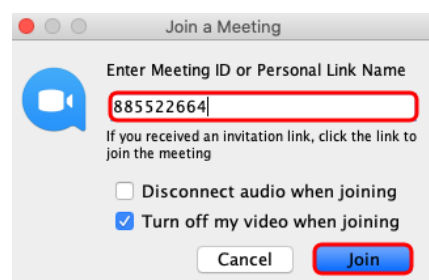 Join a Meeting
Enter Meeting ID or Personal Link Name
885522664
If you received an invitation link, click the link to
join the meeting
Disconnect audio when joining
Turn off my video when joining
Cancel Join